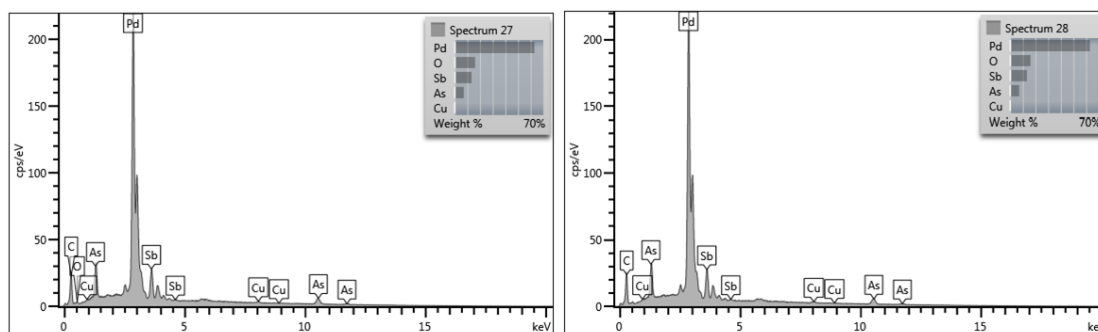 Pd
Spectrum 27
Pd
O
Sb
As
Cu
Weight % 70%
200
150
100
50
0
cps/eV
C
O
Cu
As
Sb
Sb
Cu
Cu
As
As
0 5 10 15 keV
Pd
Spectrum 28
Pd
O
Sb
As
Cu
Weight % 70%
200
150
100
50
0
cps/eV
C
Cu
As
Sb
Sb
Cu
Cu
As
As
0 5 10 15 keV